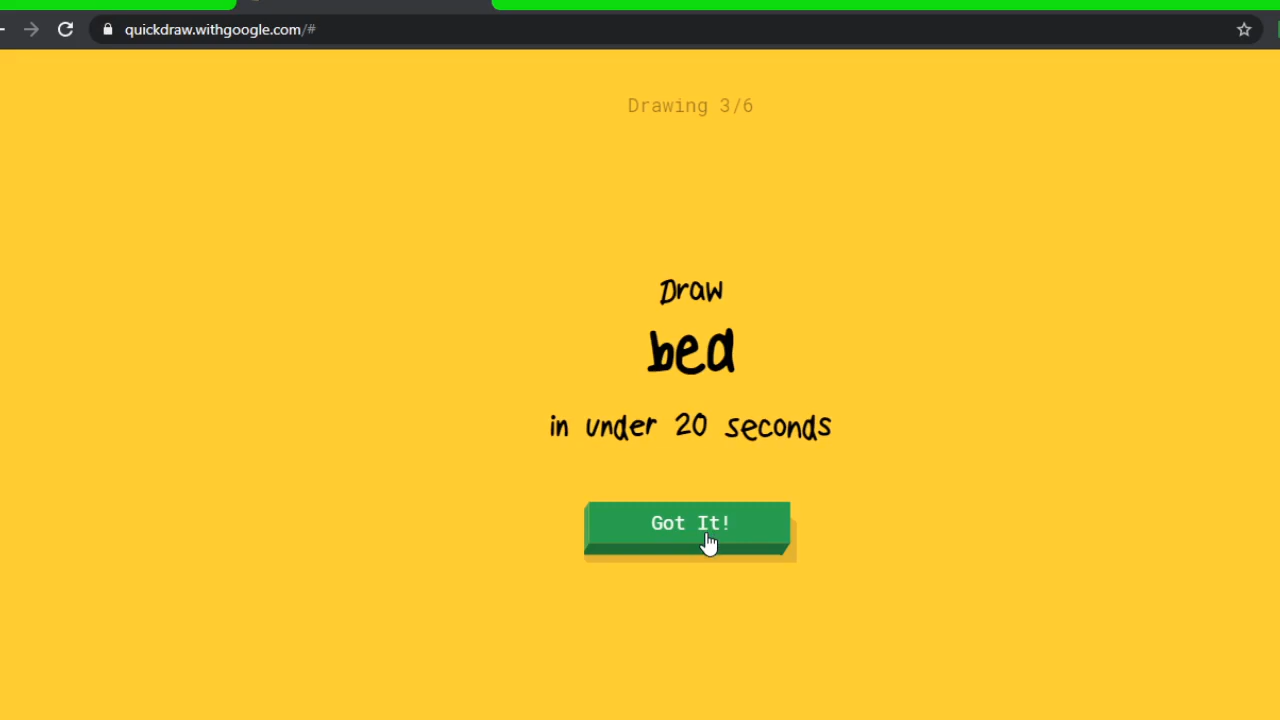 quickdraw.withgoogle.com/#
Drawing 3/6
Draw
bed
in under 20 seconds
Got It!